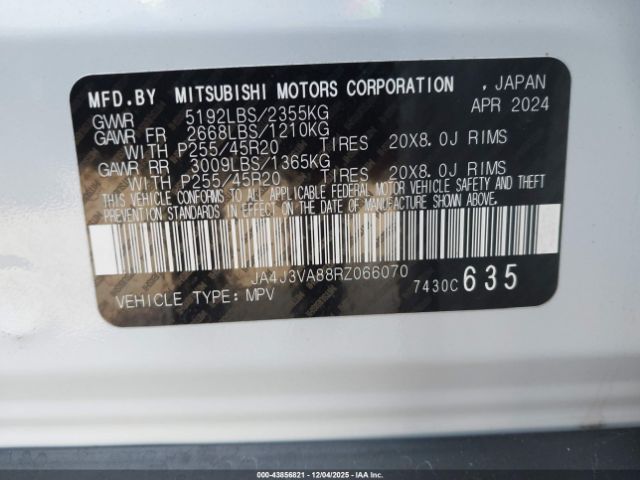 MFD.BY MITSUBISHI MOTORS CORPORATION , JAPAN
GVWR 5192LBS/2355KG APR 2024
GAWR FR 2668LBS/1210KG
WITH P255/45R20 TIRES 20X8.0J RIMS
GAWR RR 3009LBS/1365KG
WITH P255/45R20 TIRES 20X8.0J RIMS
THIS VEHICLE CONFORMS TO ALL APPLICABLE FEDERAL MOTOR VEHICLE SAFETY AND THEFT
PREVENTION STANDARDS IN EFFECT ON THE DATE OF MANUFACTURE SHOWN ABOVE.
JA4J3VA88RZ066070
VEHICLE TYPE: MPV 7430C 635
000-43856821 - 12/04/2025 - IAAI.COM